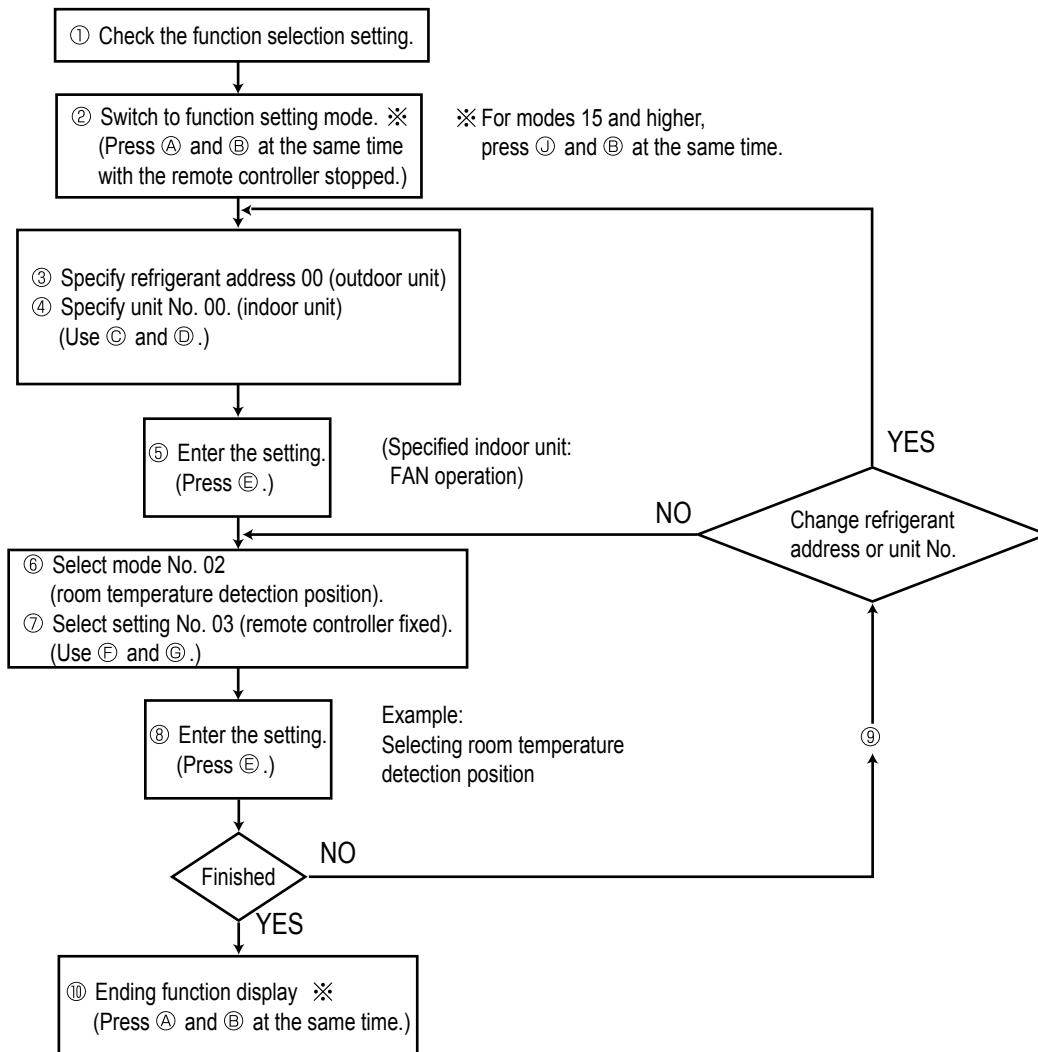 ① Check the function selection setting.
② Switch to function setting mode. ※
(Press Ⓐ and Ⓑ at the same time
with the remote controller stopped.)
※ For modes 15 and higher,
press Ⓙ and Ⓑ at the same time.
③ Specify refrigerant address 00 (outdoor unit)
④ Specify unit No. 00. (indoor unit)
(Use Ⓒ and Ⓓ.)
⑤ Enter the setting.
(Press Ⓔ.)
(Specified indoor unit:
FAN operation)
YES
NO
Change refrigerant
address or unit No.
⑥ Select mode No. 02
(room temperature detection position).
⑦ Select setting No. 03 (remote controller fixed).
(Use Ⓕ and Ⓖ.)
⑧ Enter the setting.
(Press Ⓔ.)
Example:
Selecting room temperature
detection position
⑨
Finished
NO
YES
⑩ Ending function display ※
(Press Ⓐ and Ⓑ at the same time.)